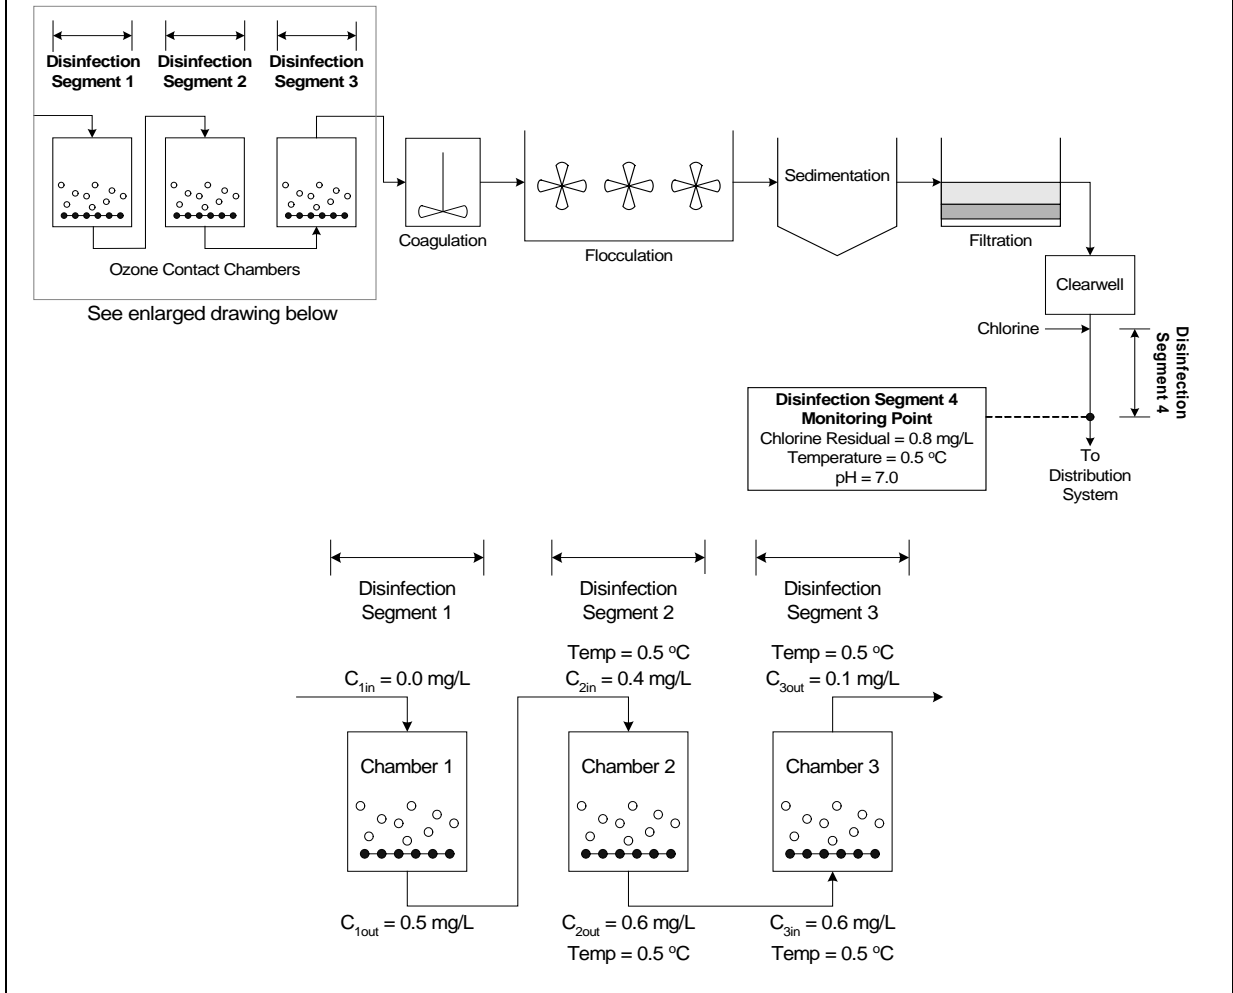 Disinfection Segment 1
Disinfection Segment 2
Disinfection Segment 3
Ozone Contact Chambers
See enlarged drawing below
Coagulation
Flocculation
Sedimentation
Filtration
Clearwell
Chlorine
Disinfection
Segment 4
Disinfection Segment 4
Monitoring Point
Chlorine Residual = 0.8 mg/L
Temperature = 0.5 °C
pH = 7.0
To
Distribution
System
Disinfection
Segment 1
Disinfection
Segment 2
Disinfection
Segment 3
Temp = 0.5 °C
Temp = 0.5 °C
C1in = 0.0 mg/L
C2in = 0.4 mg/L
C3out = 0.1 mg/L
Chamber 1
Chamber 2
Chamber 3
C1out = 0.5 mg/L
C2out = 0.6 mg/L
C3in = 0.6 mg/L
Temp = 0.5 °C
Temp = 0.5 °C